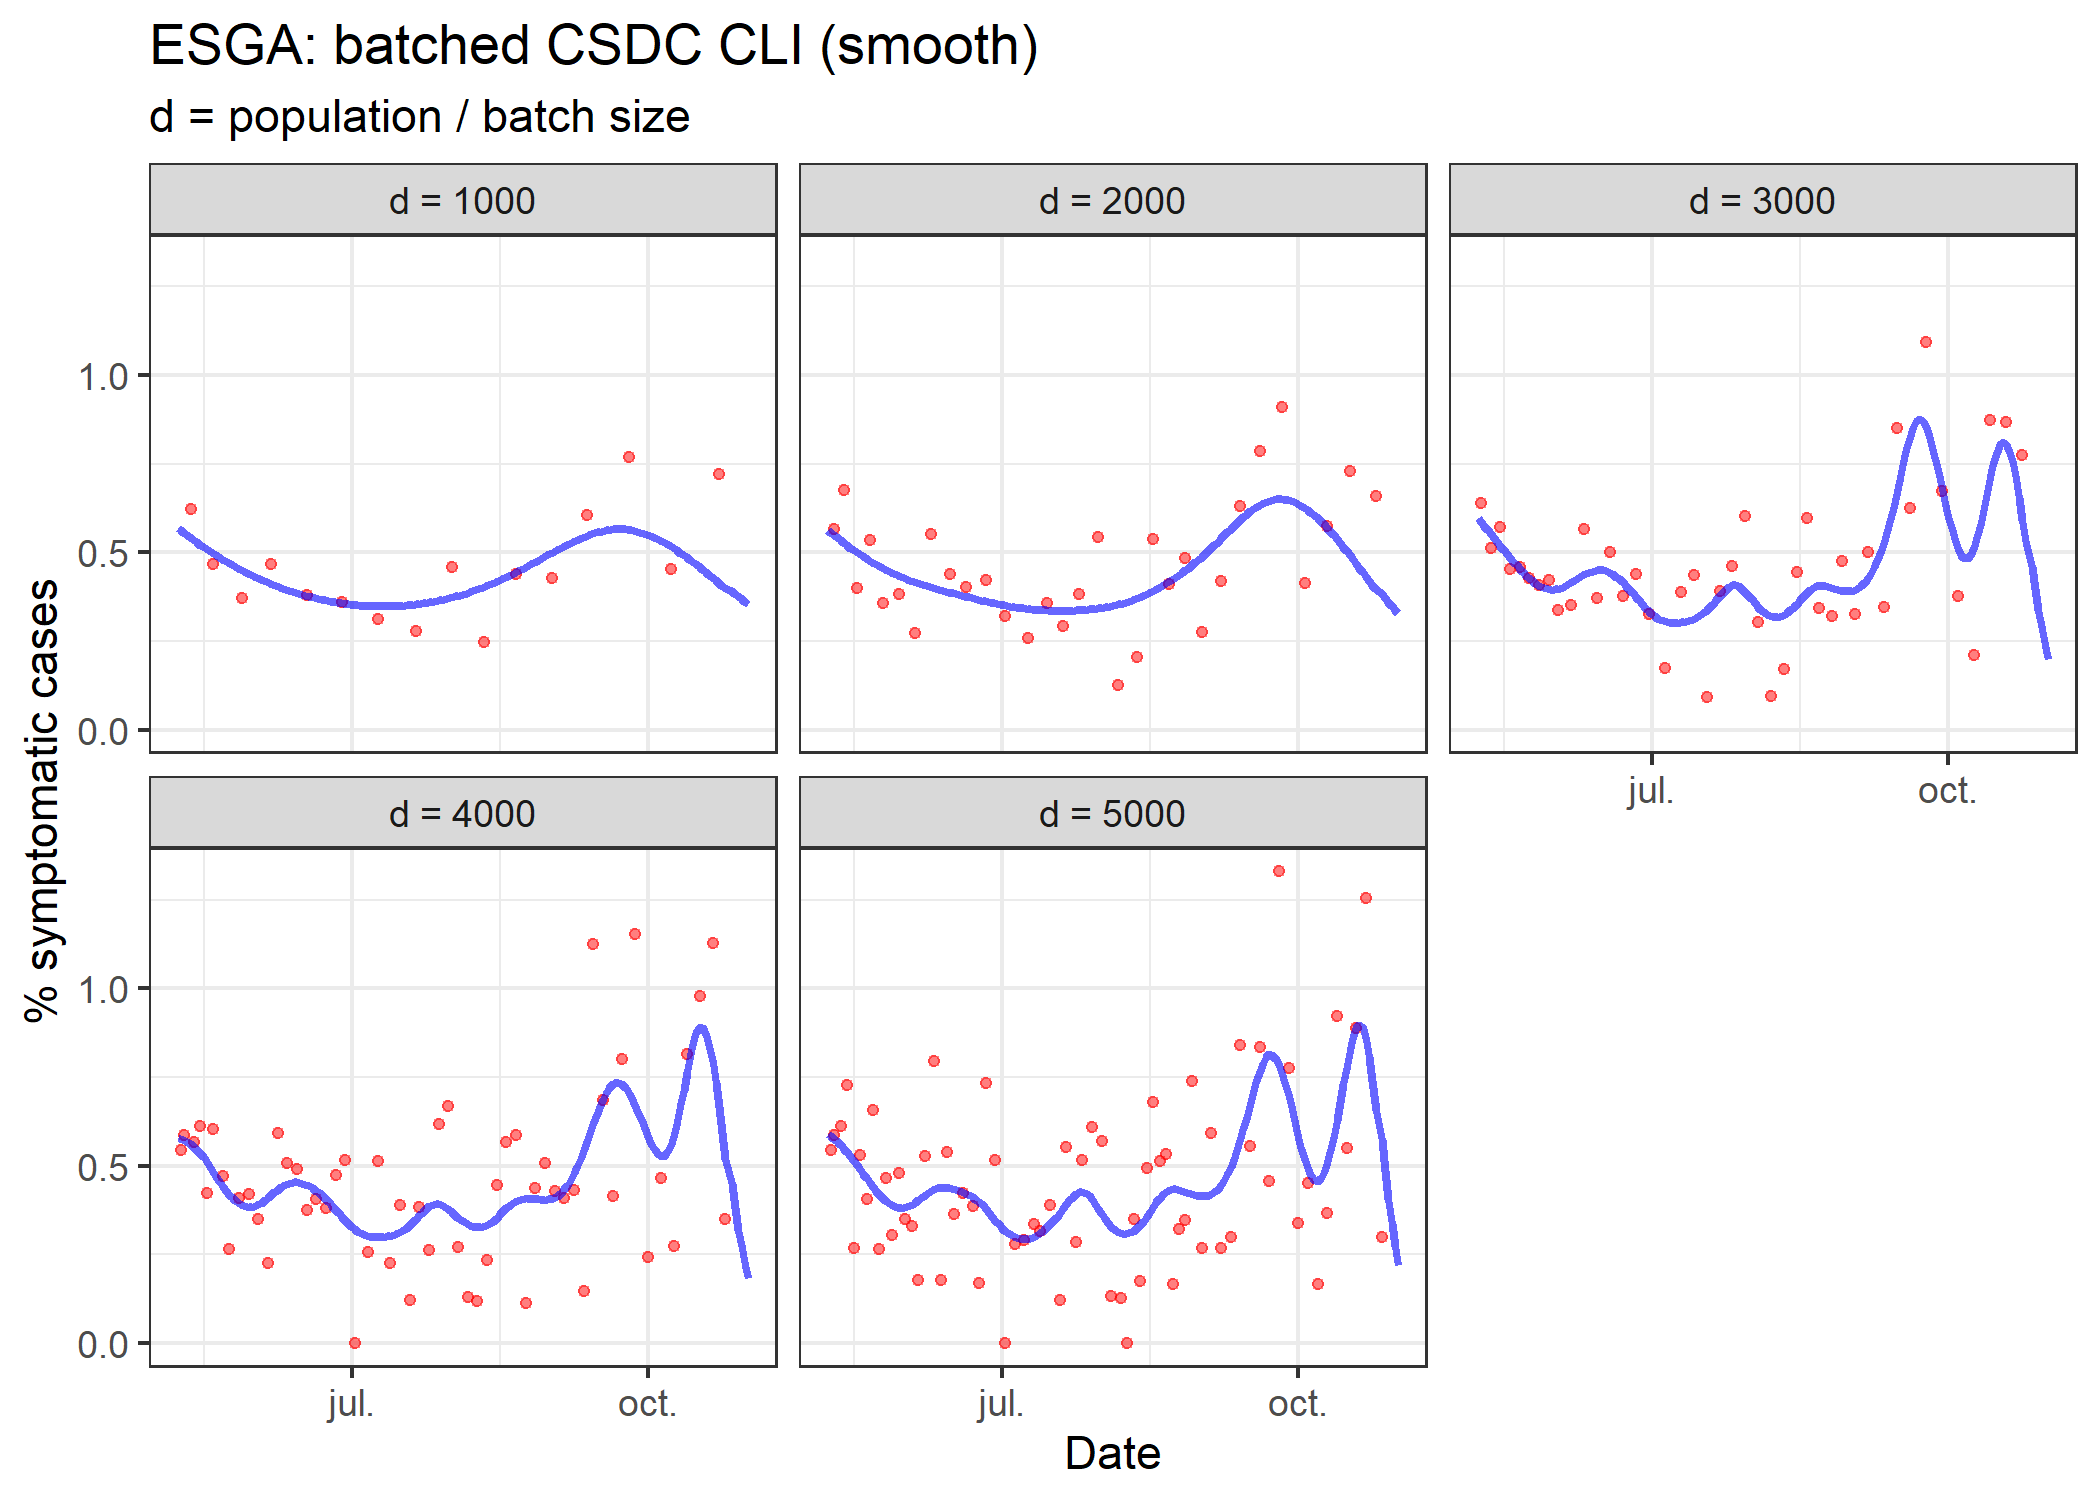 ESGA: batched CSDC CLI (smooth)
d = population / batch size
d = 1000
d = 2000
d = 3000
1.0
0.5
0.0
jul.
oct.
d = 4000
d = 5000
1.0
0.5
0.0
jul.
oct.
jul.
oct.
% symptomatic cases
Date